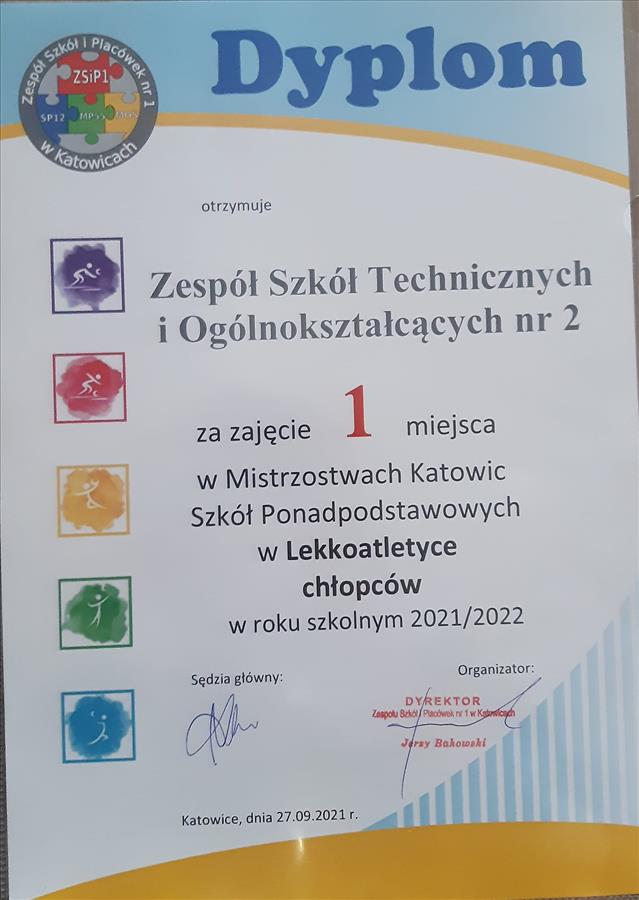 Zespół Szkół i Placówek nr 1
ZSiP1
SP12 MP55
w Katowicach
Dyplom
otrzymuje
Zespół Szkół Technicznych
i Ogólnokształcących nr 2
za zajęcie 1 miejsca
w Mistrzostwach Katowic
Szkół Ponadpodstawowych
w Lekkoatletyce
chłopców
w roku szkolnym 2021/2022
Sędzia główny:
Organizator:
DYREKTOR
Zespołu Szkół i Placówek nr 1 w Katowicach
Jerzy Bakowski
Katowice, dnia 27.09.2021 r.